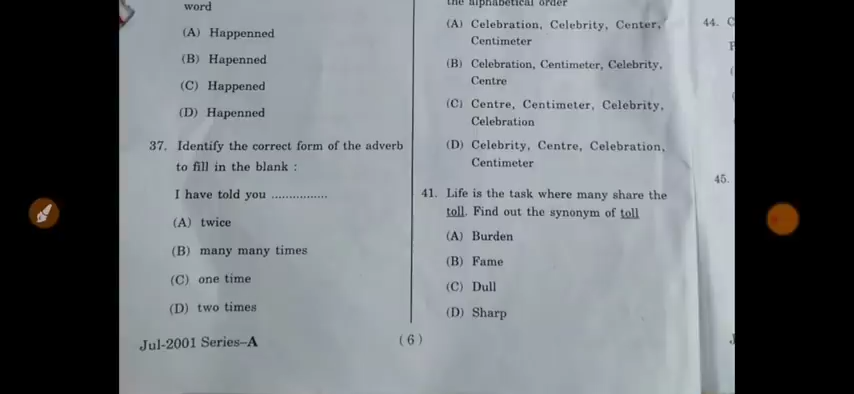 word
(A) Happenned
(B) Hapenned
(C) Happened
(D) Hapenned
37. Identify the correct form of the adverb
to fill in the blank :
I have told you ................
(A) twice
(B) many many times
(C) one time
(D) two times
Jul-2001 Series–A
the alphabetical order
(A) Celebration, Celebrity, Center,
Centimeter
(B) Celebration, Centimeter, Celebrity,
Centre
(C) Centre, Centimeter, Celebrity,
Celebration
(D) Celebrity, Centre, Celebration,
Centimeter
41. Life is the task where many share the
toll. Find out the synonym of toll
(A) Burden
(B) Fame
(C) Dull
(D) Sharp
( 6 )
44.
45.